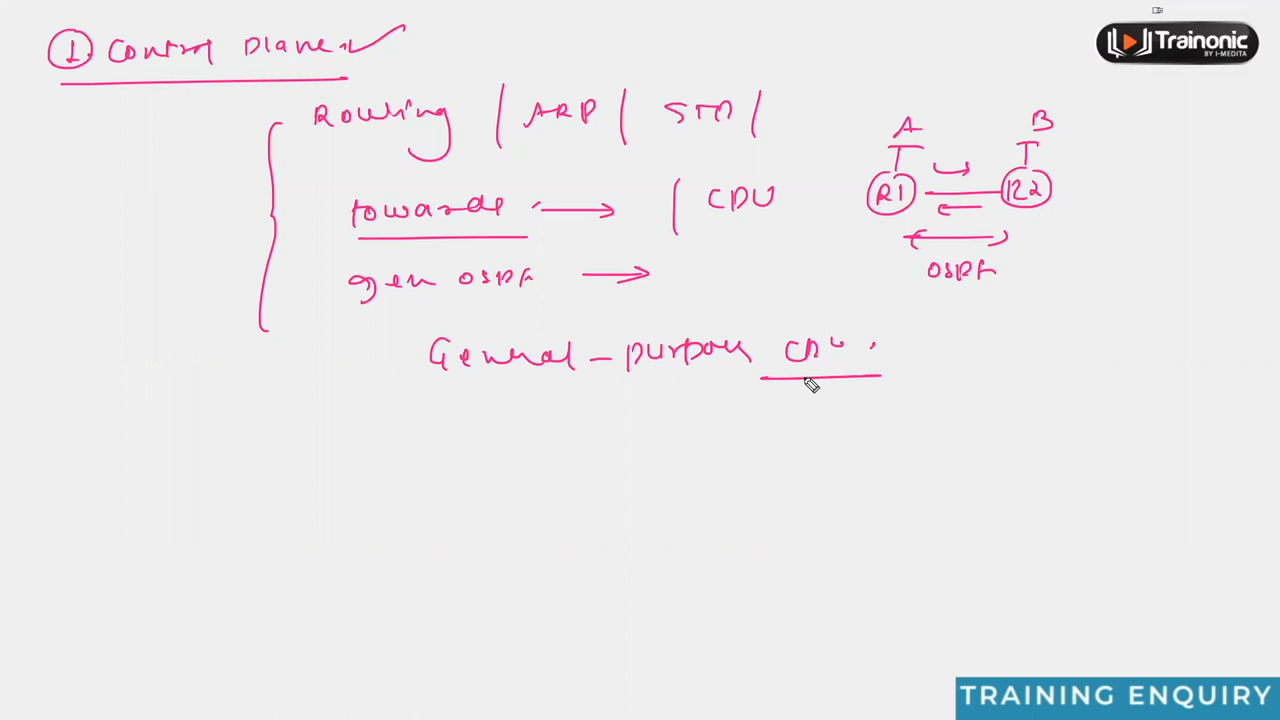 1. Control Plane
Routing | ARP | STP |
towards → | CPU
gen OSPF →
General - purpose CPU.
A B
R1 R2
OSPF
Trainonic
BY I-MEDITA
TRAINING ENQUIRY